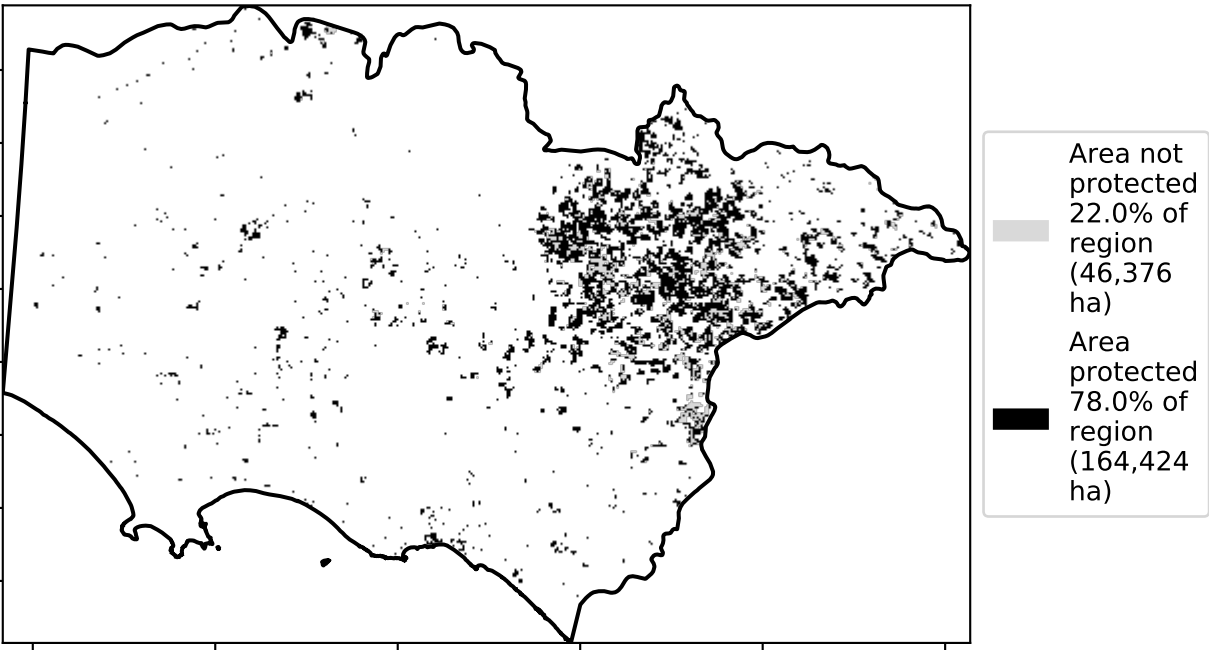 Area not
protected
22.0% of
region
(46,376
ha)
Area
protected
78.0% of
region
(164,424
ha)